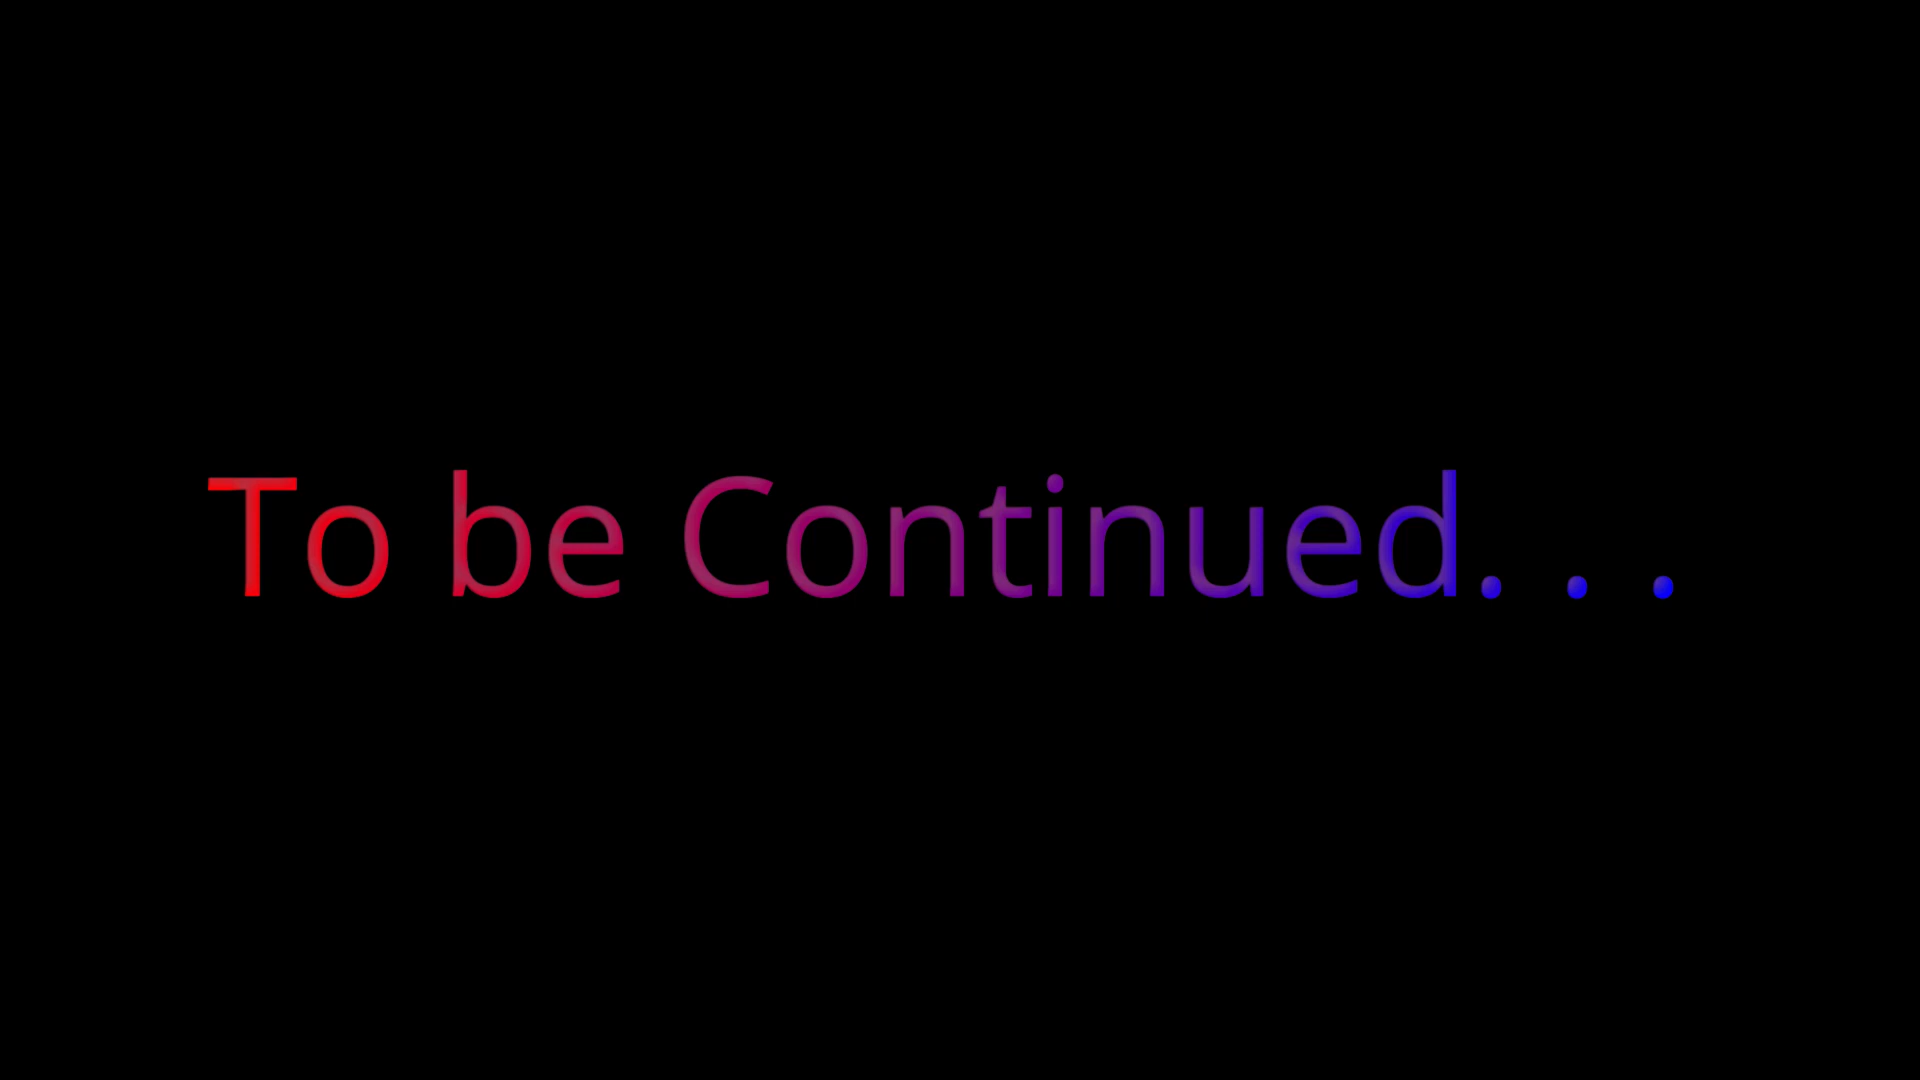 To be Continued. . .